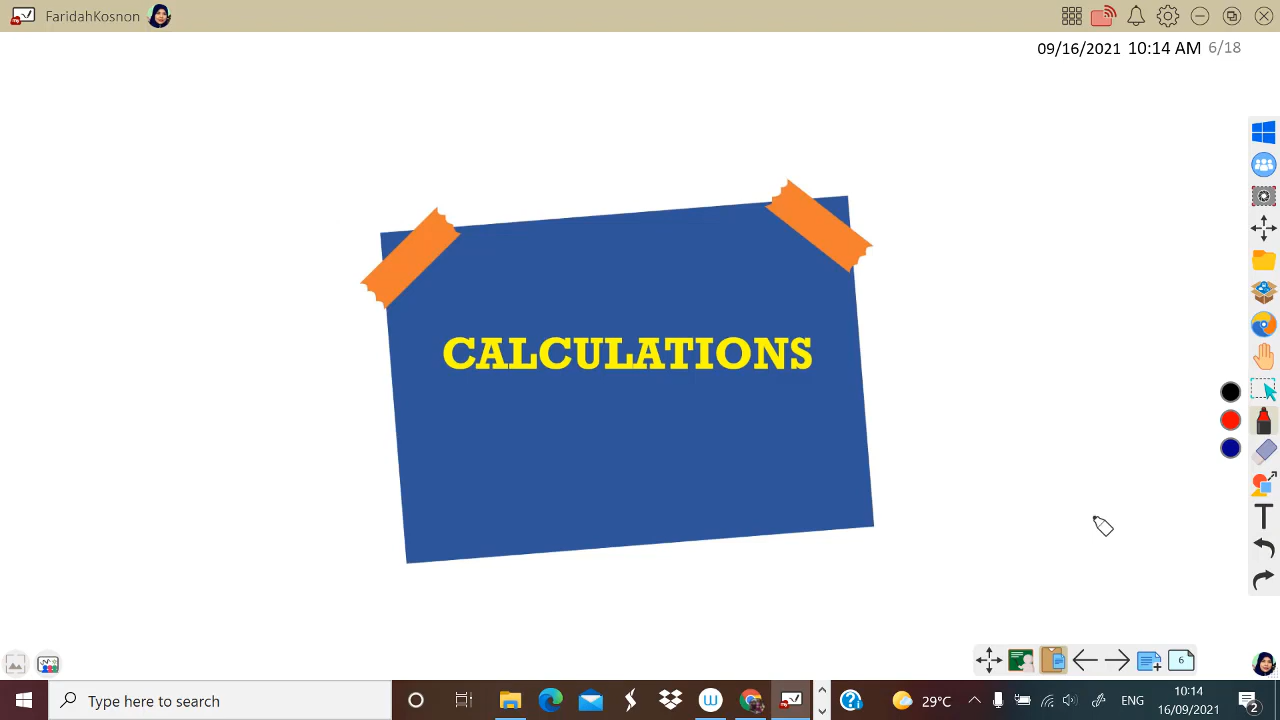 FaridahKosnon
09/16/2021 10:14 AM 6/18
CALCULATIONS
6
Type here to search
29°C
ENG
10:14
16/09/2021
2